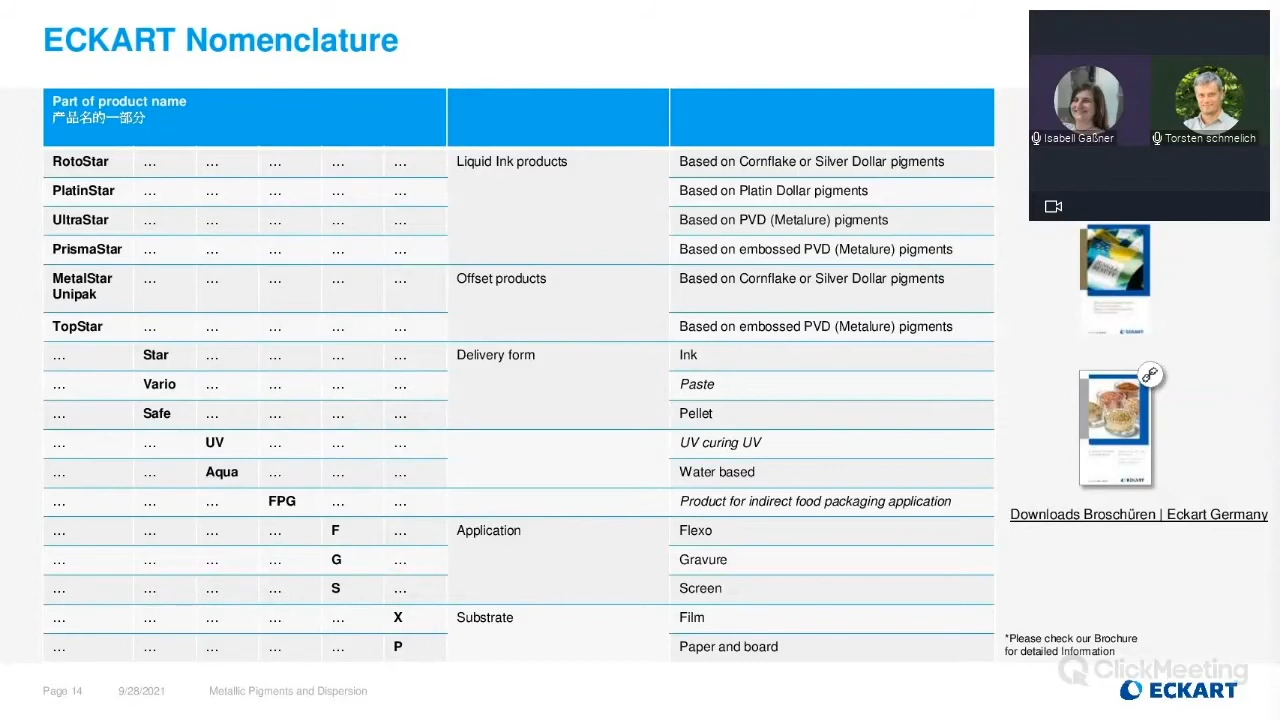 ECKART Nomenclature
Part of product name
产品名的一部分
RotoStar ... ... ... ... ... Liquid Ink products Based on Cornflake or Silver Dollar pigments
PlatinStar ... ... ... ... ... Based on Platin Dollar pigments
UltraStar ... ... ... ... ... Based on PVD (Metalure) pigments
PrismaStar ... ... ... ... ... Based on embossed PVD (Metalure) pigments
MetalStar ... ... ... ... ... Offset products Based on Cornflake or Silver Dollar pigments
Unipak
TopStar ... ... ... ... ... Based on embossed PVD (Metalure) pigments
... Star ... ... ... ... Delivery form Ink
... Vario ... ... ... ... Paste
... Safe ... ... ... ... Pellet
... ... UV ... ... ... UV curing UV
... ... Aqua ... ... ... Water based
... ... ... FPG ... ... Product for indirect food packaging application
... ... ... ... F ... Application Flexo
... ... ... ... G ... Gravure
... ... ... ... S ... Screen
... ... ... ... ... X Substrate Film
... ... ... ... ... P Paper and board
Isabell Gaßner
Torsten schmelich
ECKART
ECKART
Downloads Broschüren | Eckart Germany
*Please check our Brochure
for detailed Information
ClickMeeting
Page 14 9/28/2021 Metallic Pigments and Dispersion
ECKART